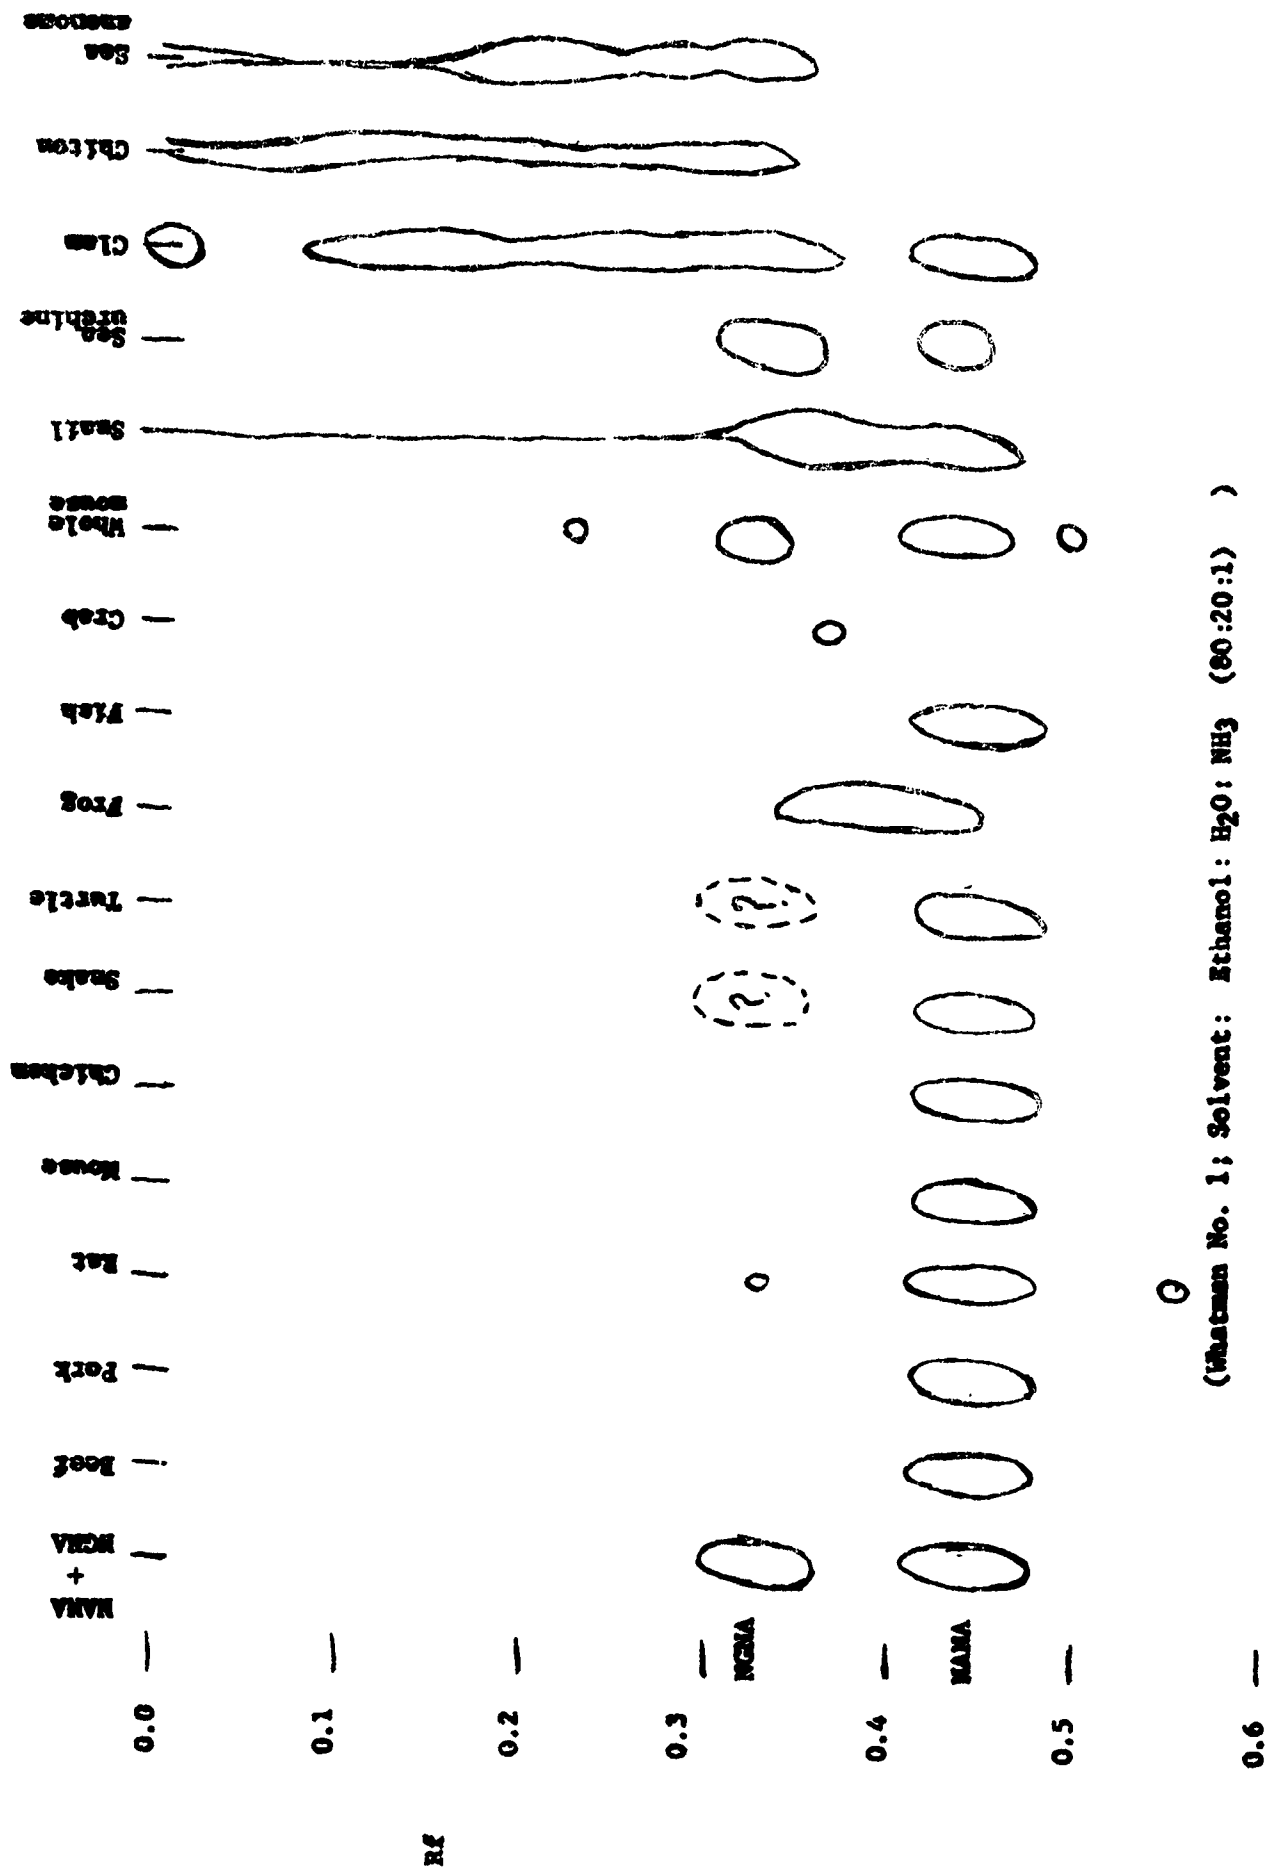 Rf
0.0
0.1
0.2
0.3
0.4
0.5
0.6
NGNA
NANA
NANA
+
NGNA
Beef
Pork
Rat
Mouse
Chicken
Snake
?
Turtle
?
Frog
Fish
Crab
Whole
mouse
Snail
Sea
urchine
Clam
Chiton
Sea
anemone
(Whatman No. 1; Solvent: Ethanol: H2O: NH3 (80:20:1) )